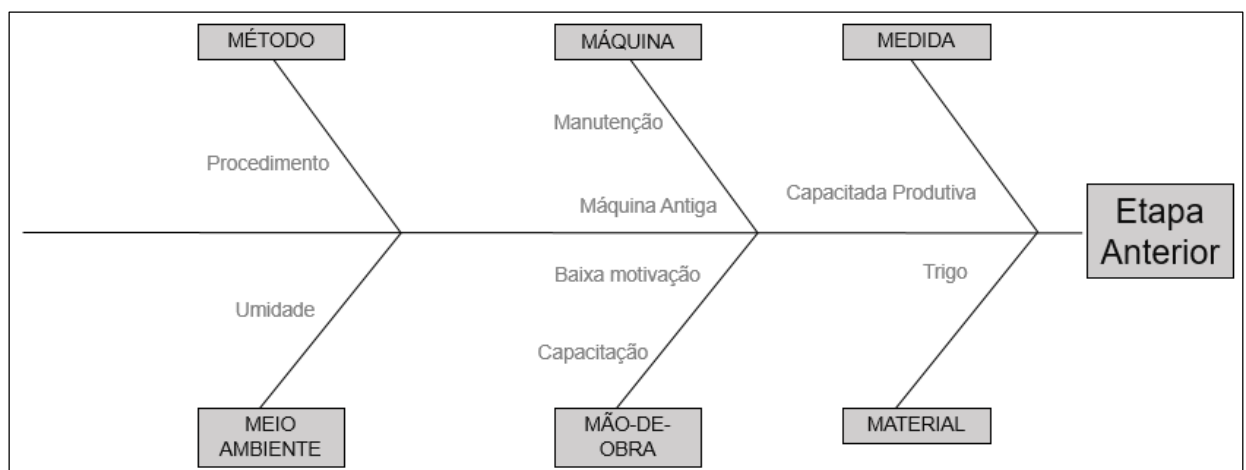 MÉTODO
MÁQUINA
MEDIDA
Manutenção
Procedimento
Máquina Antiga
Capacitada Produtiva
Etapa
Anterior
Baixa motivação
Trigo
Umidade
Capacitação
MEIO
AMBIENTE
MÃO-DE-
OBRA
MATERIAL